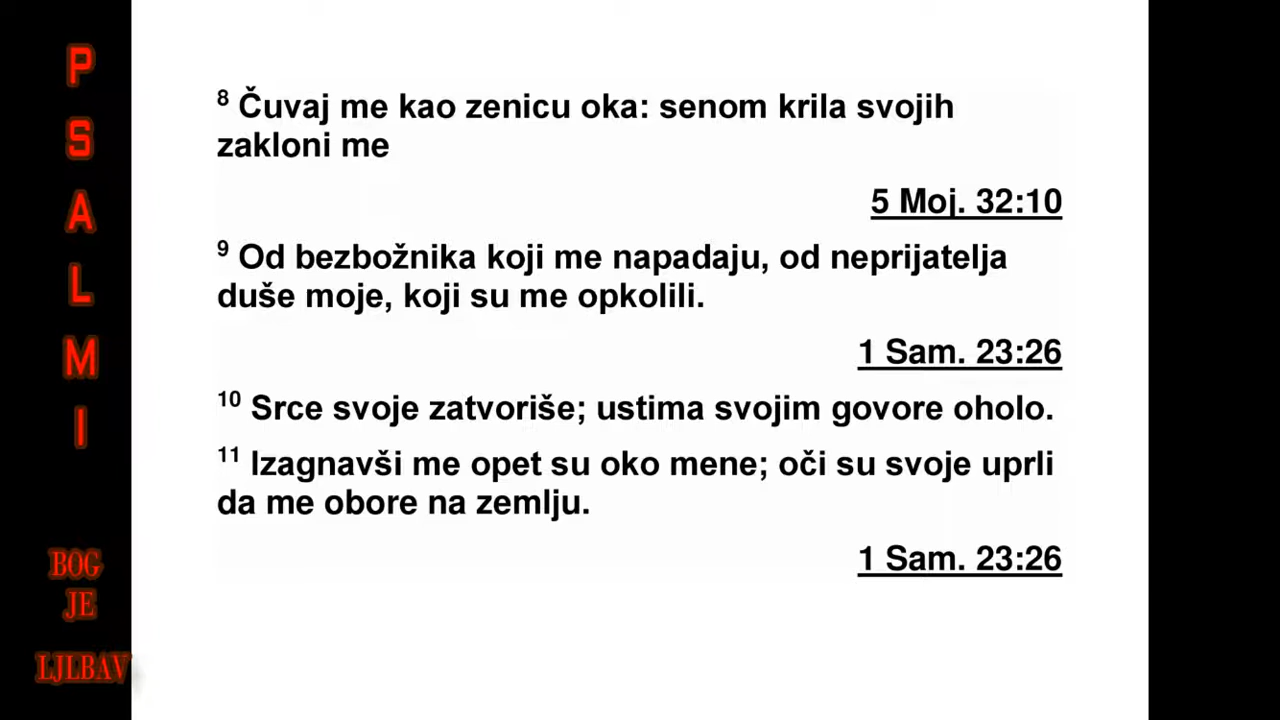 PSALMI
BOG
JE
LJLBAV
8 Čuvaj me kao zenicu oka: senom krila svojih
zakloni me
5 Moj. 32:10
9 Od bezbožnika koji me napadaju, od neprijatelja
duše moje, koji su me opkolili.
1 Sam. 23:26
10 Srce svoje zatvoriše; ustima svojim govore oholo.
11 Izagnavši me opet su oko mene; oči su svoje uprli
da me obore na zemlju.
1 Sam. 23:26